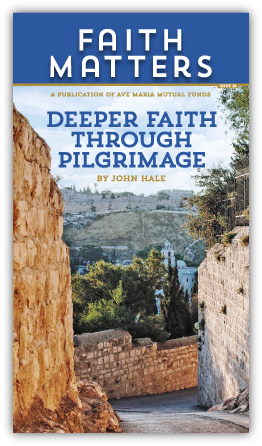 FAITH
MATTERS
A PUBLICATION OF AVE MARIA MUTUAL FUNDS
DEEPER FAITH
THROUGH
PILGRIMAGE
BY JOHN HALE